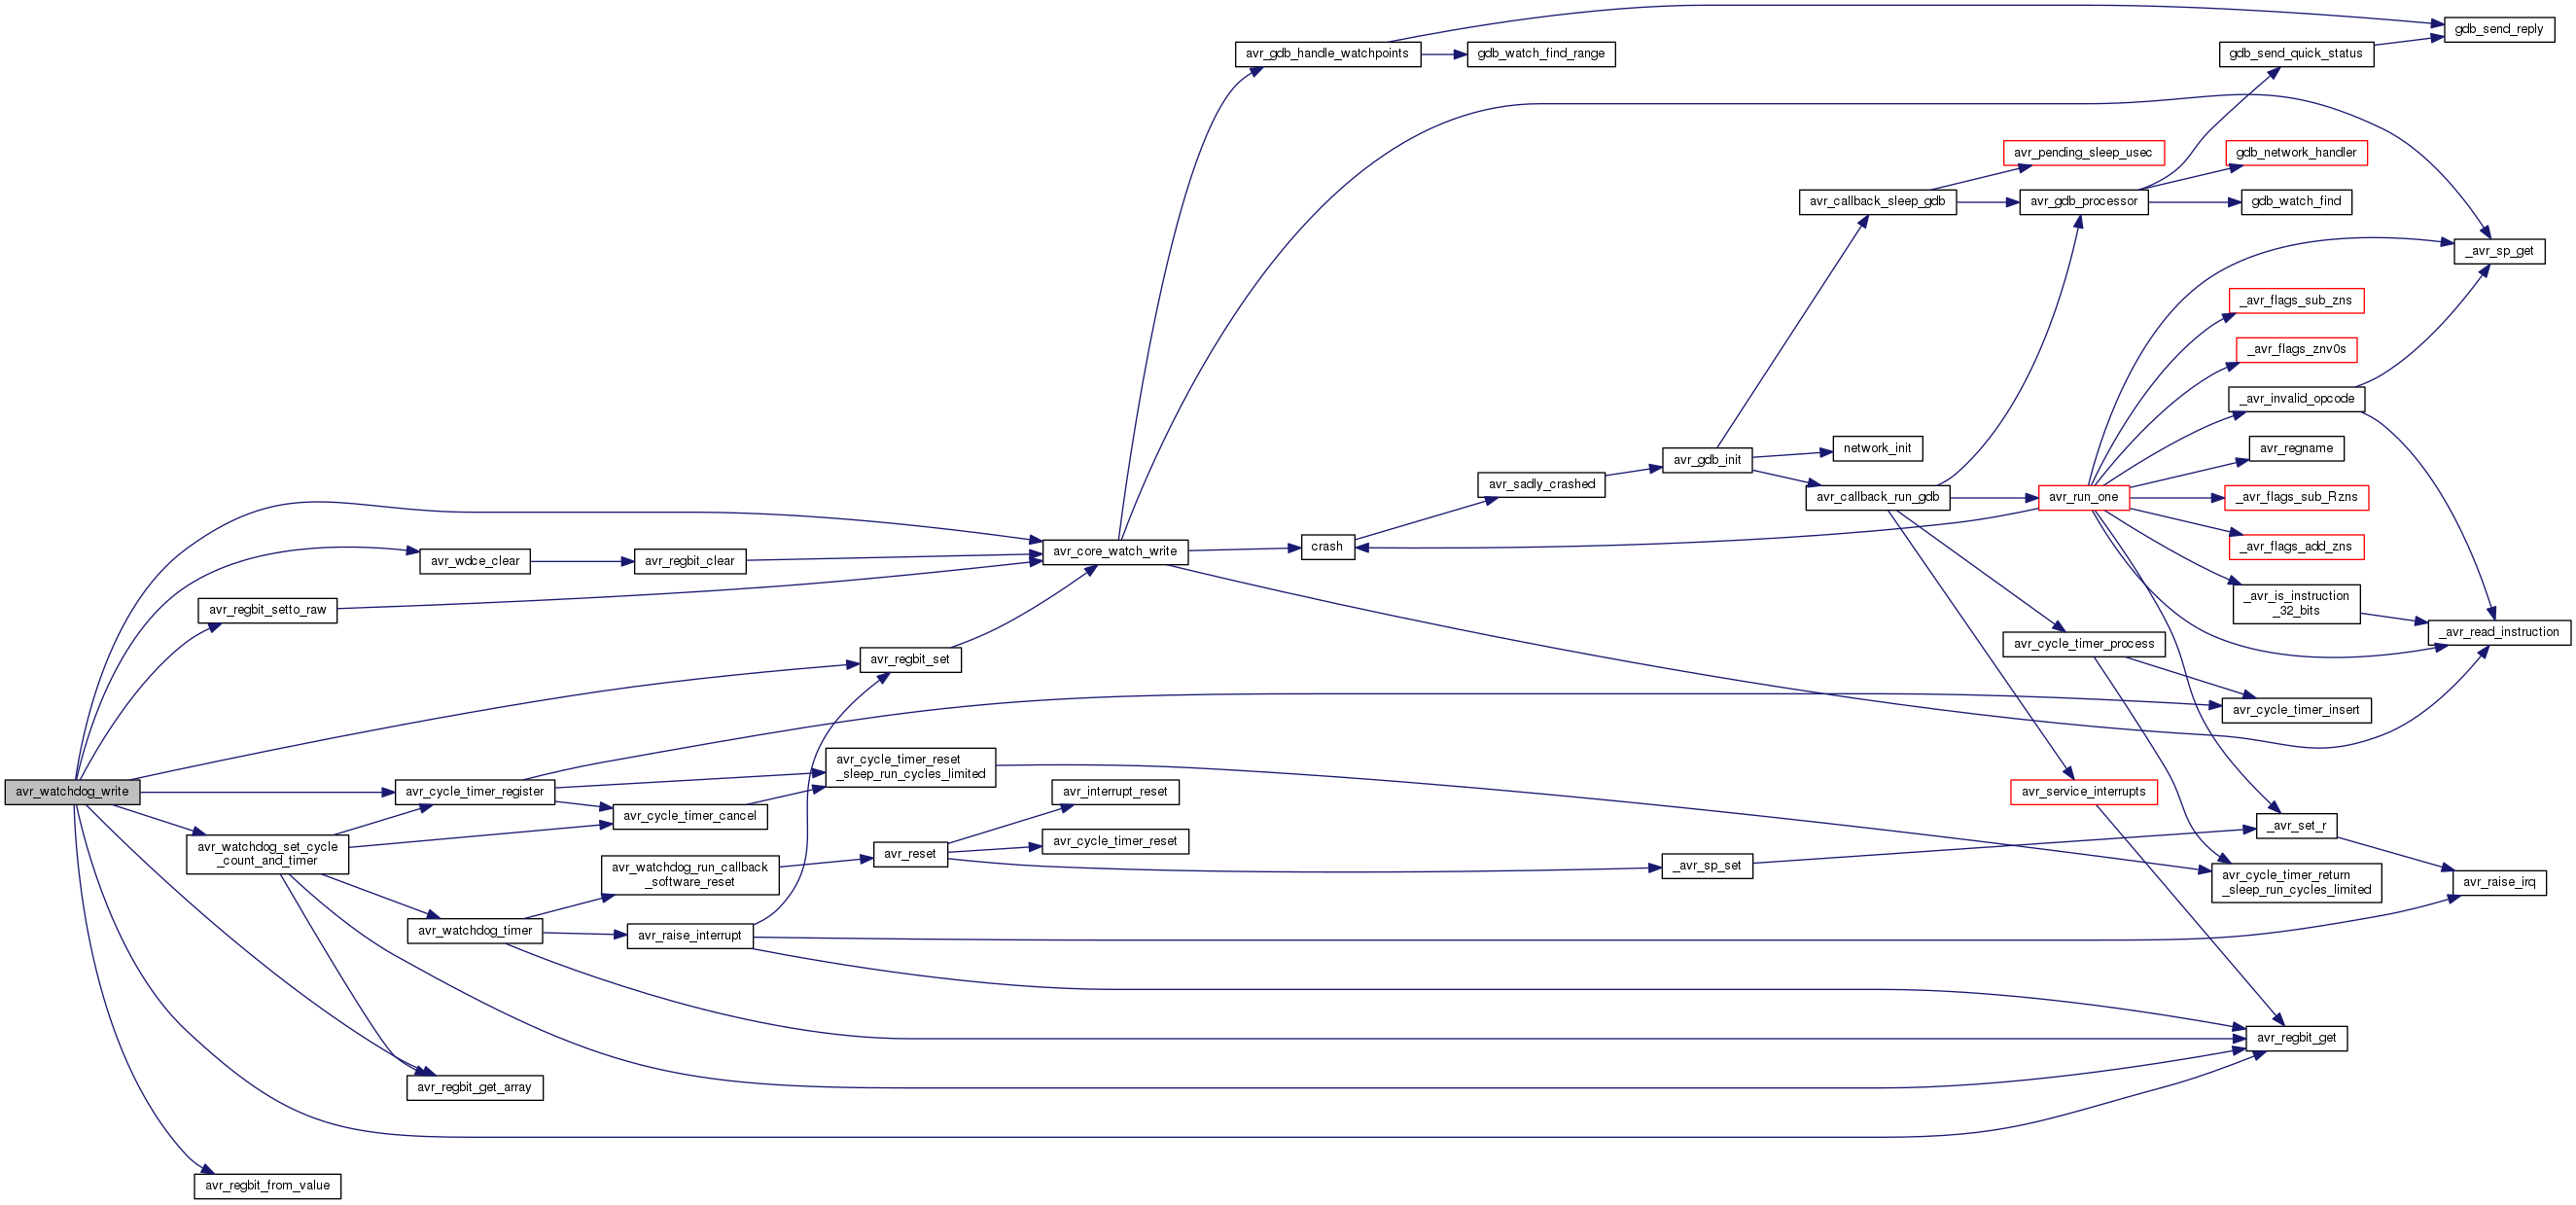 gdb_send_reply
avr_gdb_handle_watchpoints
gdb_watch_find_range
gdb_send_quick_status
avr_pending_sleep_usec
gdb_network_handler
avr_callback_sleep_gdb
avr_gdb_processor
gdb_watch_find
_avr_sp_get
_avr_flags_sub_zns
_avr_flags_znv0s
_avr_invalid_opcode
avr_gdb_init
network_init
avr_regname
avr_sadly_crashed
avr_callback_run_gdb
avr_run_one
_avr_flags_sub_Rzns
avr_wdce_clear
avr_regbit_clear
avr_core_watch_write
crash
_avr_flags_add_zns
avr_regbit_setto_raw
_avr_is_instruction
_32_bits
avr_regbit_set
avr_cycle_timer_process
_avr_read_instruction
avr_cycle_timer_insert
avr_watchdog_write
avr_cycle_timer_register
avr_cycle_timer_reset
_sleep_run_cycles_limited
avr_interrupt_reset
avr_service_interrupts
avr_cycle_timer_cancel
_avr_set_r
avr_watchdog_set_cycle
_count_and_timer
avr_reset
avr_cycle_timer_reset
avr_watchdog_run_callback
_software_reset
_avr_sp_set
avr_cycle_timer_return
_sleep_run_cycles_limited
avr_raise_irq
avr_watchdog_timer
avr_raise_interrupt
avr_regbit_get
avr_regbit_get_array
avr_regbit_from_value